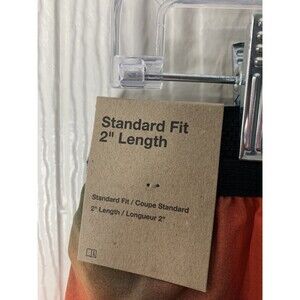 Standard Fit
2" Length
Standard Fit / Coupe Standard
2" Length / Longueur 2"